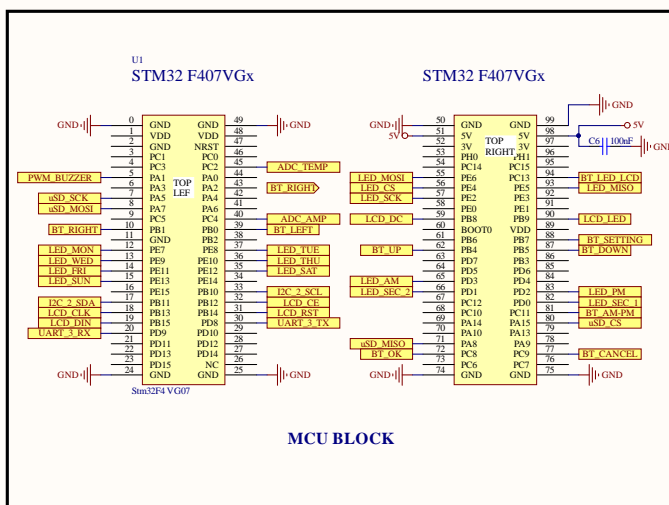 U1
STM32 F407VGx
GND 0 GND GND 49 GND
1 VDD VDD 48
2 GND NRST 47
3 PC1 PC0 46
4 PC3 PC2 45 ADC_TEMP
PWM_BUZZER 5 PA1 PA0 44
6 PA3 PA2 43 BT_RIGHT
uSD_SCK 7 PA5 PA4 42
uSD_MOSI 8 PA7 PA6 41
9 PC5 PC4 40 ADC_AMP
BT_RIGHT 10 PB1 PB0 39 BT_LEFT
11 GND PB2 38
LED_MON 12 PE7 PE8 37 LED_TUE
LED_WED 13 PE9 PE10 36 LED_THU
LED_FRI 14 PE11 PE12 35 LED_SAT
LED_SUN 15 PE13 PE14 34
16 PE15 PB10 33 I2C_2_SCL
I2C_2_SDA 17 PB11 PB12 32 LCD_CE
LCD_CLK 18 PB13 PB14 31 LCD_RST
LCD_DIN 19 PB15 PD8 30 UART_3_TX
UART_3_RX 20 PD9 PD10 29
21 PD11 PD12 28
22 PD13 PD14 27
23 PD15 NC 26
GND 24 GND GND 25 GND
TOP
LEF
Stm32F4 VG07
STM32 F407VGx
GND 50 GND GND 99 GND
5V 51 5V 5V 98 5V
52 3V 3V 97 C6 100nF GND
53 PH0 PH1 96
54 PC14 PC15 95
LED_MOSI 55 PE6 PC13 94 BT_LED_LCD
LED_CS 56 PE4 PE5 93 LED_MISO
LED_SCK 57 PE2 PE3 92
58 PE0 PE1 91
LCD_DC 59 PB8 PB9 90 LCD_LED
60 BOOT0 VDD 89
61 PB6 PB7 88 BT_SETTING
BT_UP 62 PB4 PB5 87 BT_DOWN
63 PD7 PB3 86
64 PD5 PD6 85
LED_AM 65 PD3 PD4 84
LED_SEC_2 66 PD1 PD2 83 LED_PM
67 PC12 PD0 82 LED_SEC_1
68 PC10 PC11 81 BT_AM-PM
69 PA14 PA15 80 uSD_CS
70 PA10 PA13 79
uSD_MISO 71 PA8 PA9 78
BT_OK 72 PC8 PC9 77 BT_CANCEL
73 PC6 PC7 76
GND 74 GND GND 75 GND
TOP
RIGHT
MCU BLOCK